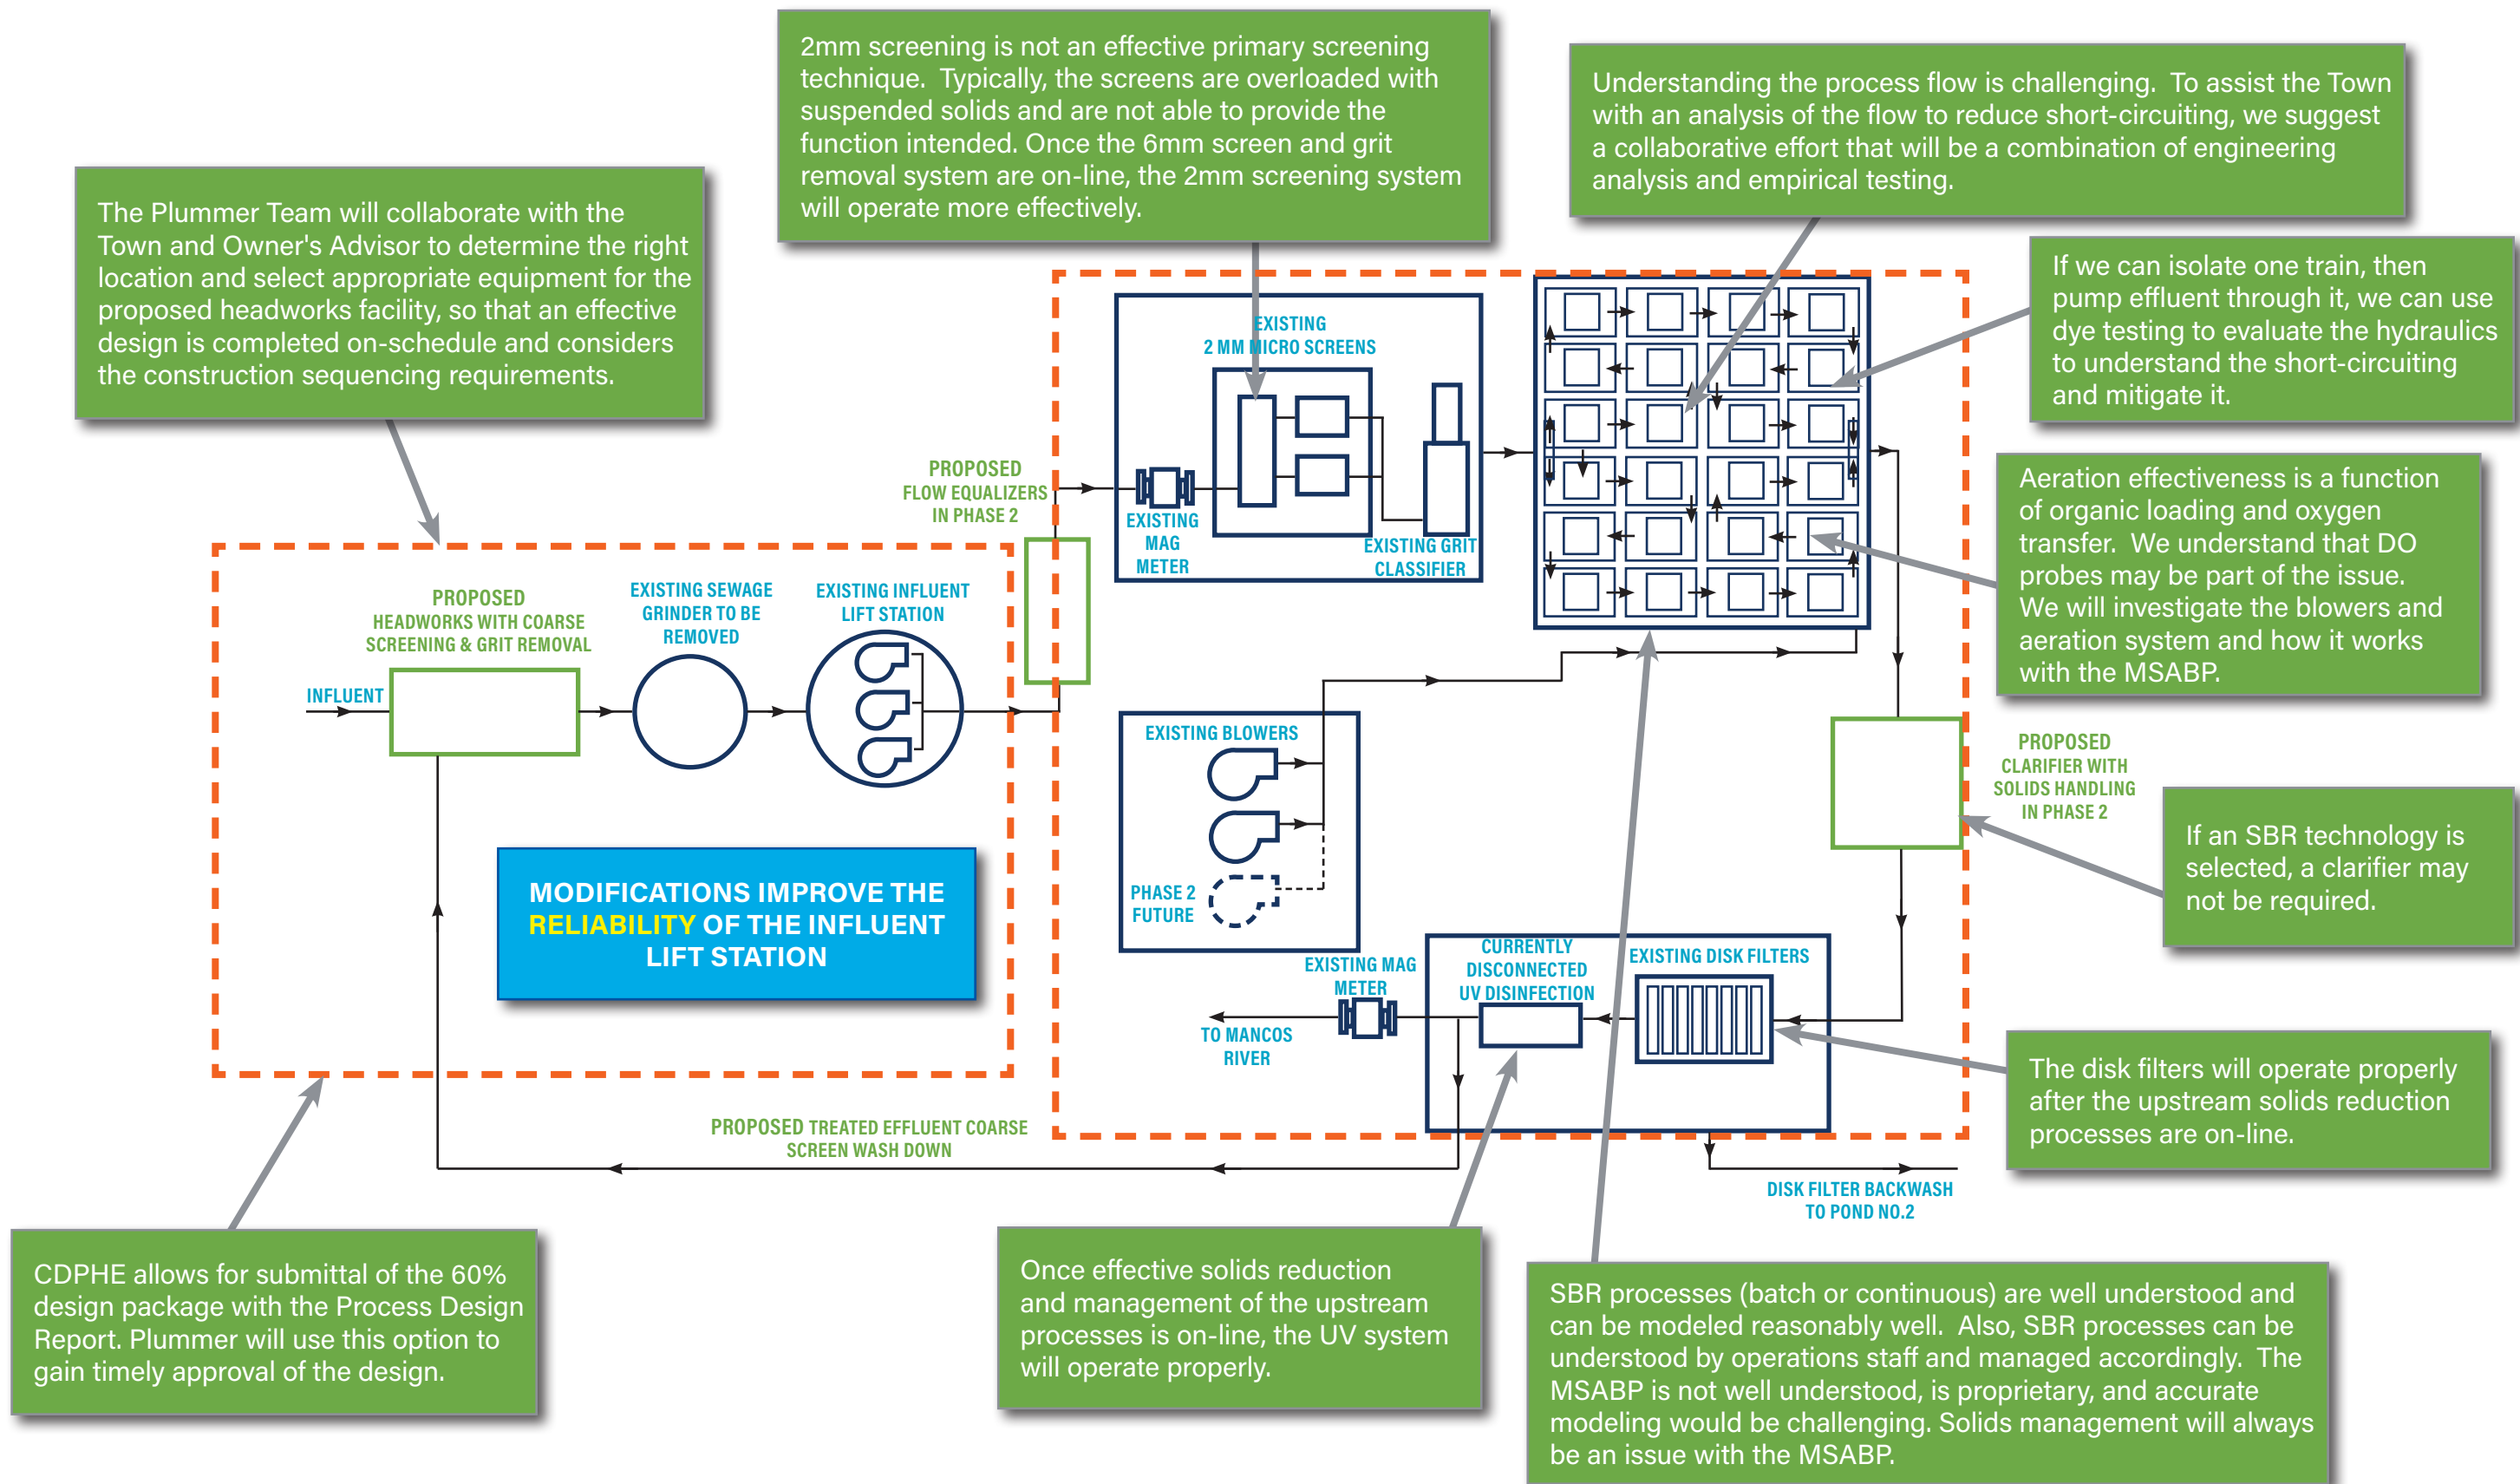 2mm screening is not an effective primary screening
technique.  Typically, the screens are overloaded with
suspended solids and are not able to provide the
function intended. Once the 6mm screen and grit
removal system are on-line, the 2mm screening system
will operate more effectively.
Understanding the process flow is challenging.  To assist the Town
with an analysis of the flow to reduce short-circuiting, we suggest
a collaborative effort that will be a combination of engineering
analysis and empirical testing.
The Plummer Team will collaborate with the
Town and Owner's Advisor to determine the right
location and select appropriate equipment for the
proposed headworks facility, so that an effective
design is completed on-schedule and considers
the construction sequencing requirements.
If we can isolate one train, then
pump effluent through it, we can use
dye testing to evaluate the hydraulics
to understand the short-circuiting
and mitigate it.
EXISTING
2 MM MICRO SCREENS
PROPOSED
FLOW EQUALIZERS
IN PHASE 2
EXISTING
MAG
METER
EXISTING GRIT
CLASSIFIER
Aeration effectiveness is a function
of organic loading and oxygen
transfer.  We understand that DO
probes may be part of the issue.
We will investigate the blowers and
aeration system and how it works
with the MSABP.
PROPOSED
HEADWORKS WITH COARSE
SCREENING & GRIT REMOVAL
EXISTING SEWAGE
GRINDER TO BE
REMOVED
EXISTING INFLUENT
LIFT STATION
INFLUENT
EXISTING BLOWERS
PHASE 2
FUTURE
PROPOSED
CLARIFIER WITH
SOLIDS HANDLING
IN PHASE 2
If an SBR technology is
selected, a clarifier may
not be required.
MODIFICATIONS IMPROVE THE
RELIABILITY OF THE INFLUENT
LIFT STATION
EXISTING MAG
METER
CURRENTLY
DISCONNECTED
UV DISINFECTION
EXISTING DISK FILTERS
TO MANCOS
RIVER
The disk filters will operate properly
after the upstream solids reduction
processes are on-line.
PROPOSED TREATED EFFLUENT COARSE
SCREEN WASH DOWN
DISK FILTER BACKWASH
TO POND NO.2
CDPHE allows for submittal of the 60%
design package with the Process Design
Report. Plummer will use this option to
gain timely approval of the design.
Once effective solids reduction
and management of the upstream
processes is on-line, the UV system
will operate properly.
SBR processes (batch or continuous) are well understood and
can be modeled reasonably well.  Also, SBR processes can be
understood by operations staff and managed accordingly.  The
MSABP is not well understood, is proprietary, and accurate
modeling would be challenging. Solids management will always
be an issue with the MSABP.